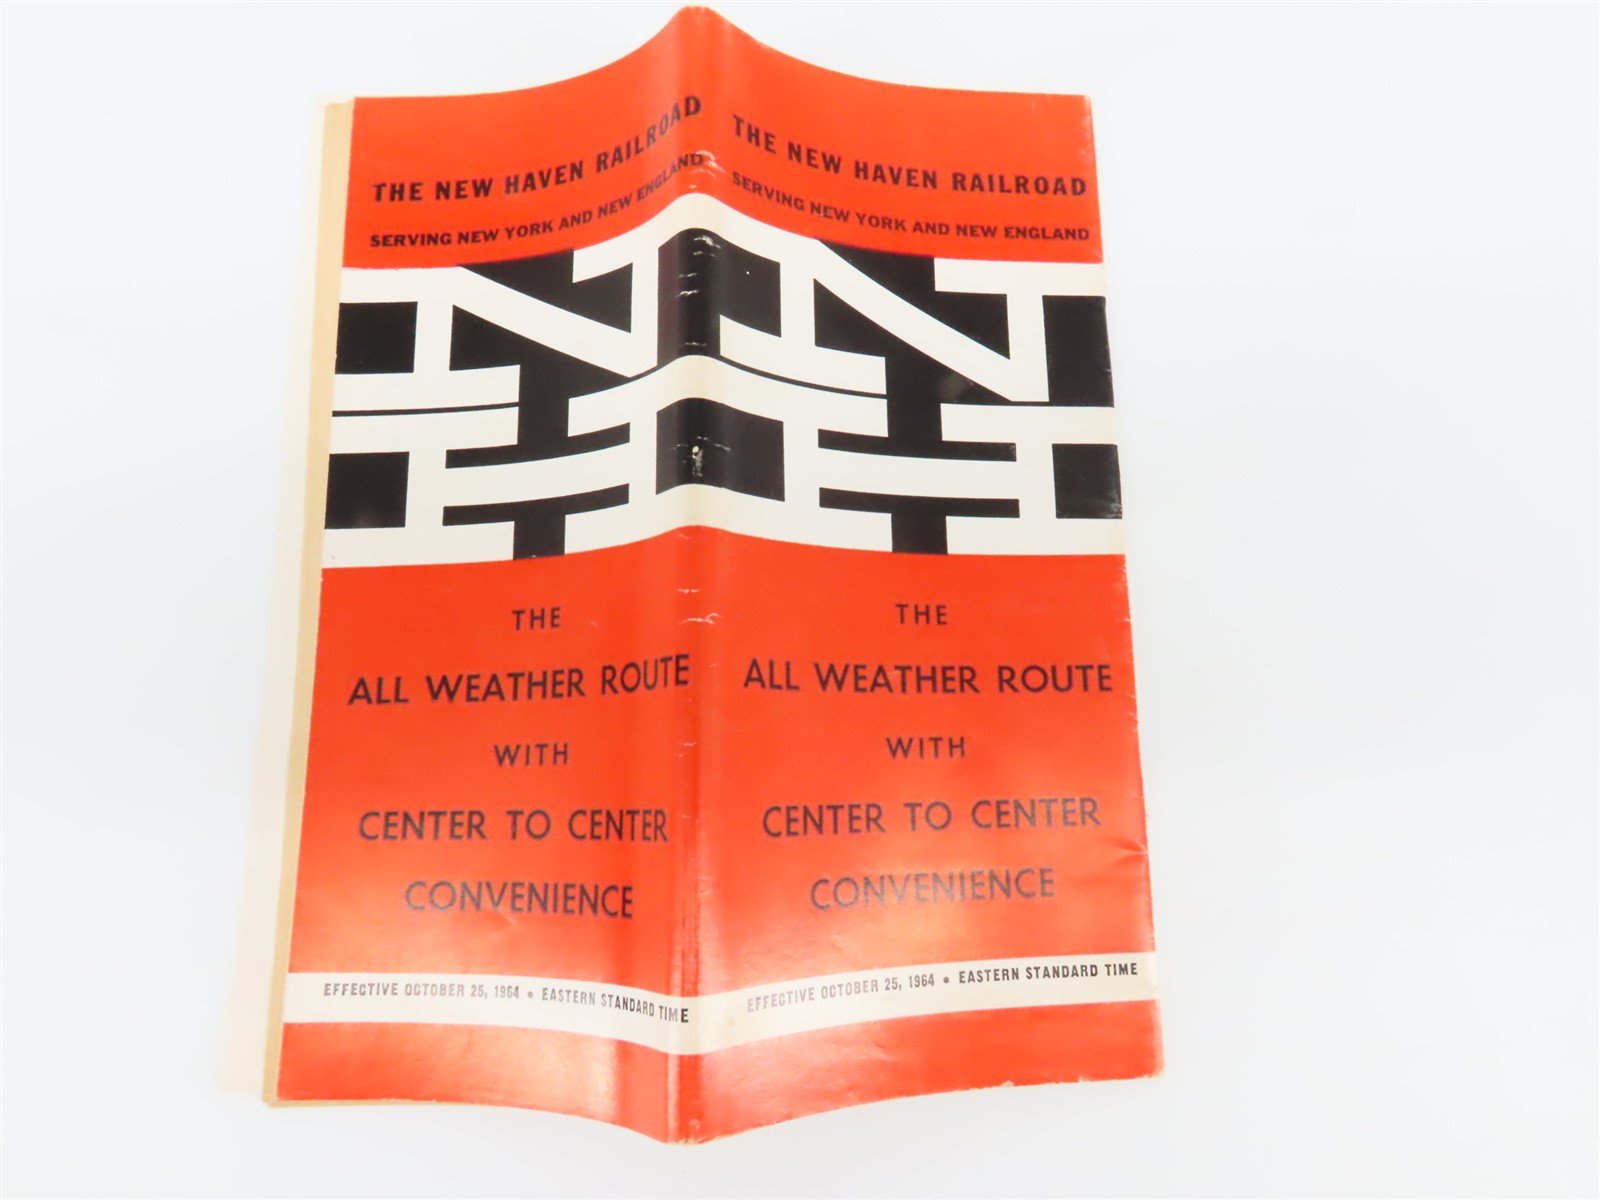 THE NEW HAVEN RAILROAD
SERVING NEW YORK AND NEW ENGLAND
N
H
THE
ALL WEATHER ROUTE
WITH
CENTER TO CENTER
CONVENIENCE
EFFECTIVE OCTOBER 25, 1964 • EASTERN STANDARD TIME
THE NEW HAVEN RAILROAD
SERVING NEW YORK AND NEW ENGLAND
N
H
THE
ALL WEATHER ROUTE
WITH
CENTER TO CENTER
CONVENIENCE
EFFECTIVE OCTOBER 25, 1964 • EASTERN STANDARD TIME